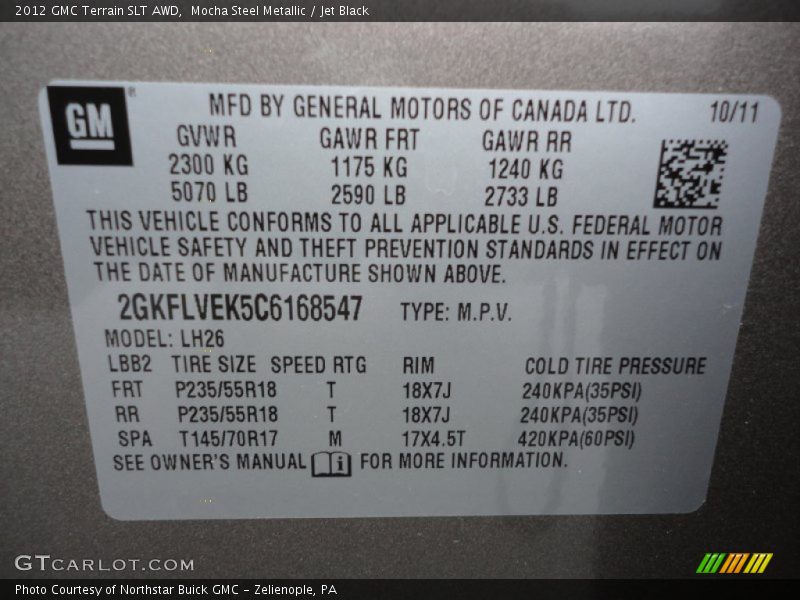 2012 GMC Terrain SLT AWD,  Mocha Steel Metallic / Jet Black
GM®
MFD BY GENERAL MOTORS OF CANADA LTD. 10/11
GVWR GAWR FRT GAWR RR
2300 KG 1175 KG 1240 KG
5070 LB 2590 LB 2733 LB
THIS VEHICLE CONFORMS TO ALL APPLICABLE U.S. FEDERAL MOTOR
VEHICLE SAFETY AND THEFT PREVENTION STANDARDS IN EFFECT ON
THE DATE OF MANUFACTURE SHOWN ABOVE.
2GKFLVEK5C6168547 TYPE: M.P.V.
MODEL: LH26
LBB2 TIRE SIZE SPEED RTG RIM COLD TIRE PRESSURE
FRT P235/55R18 T 18X7J 240KPA(35PSI)
RR P235/55R18 T 18X7J 240KPA(35PSI)
SPA T145/70R17 M 17X4.5T 420KPA(60PSI)
SEE OWNER'S MANUAL i FOR MORE INFORMATION.
GTCARLOT.COM
Photo Courtesy of Northstar Buick GMC - Zelienople, PA